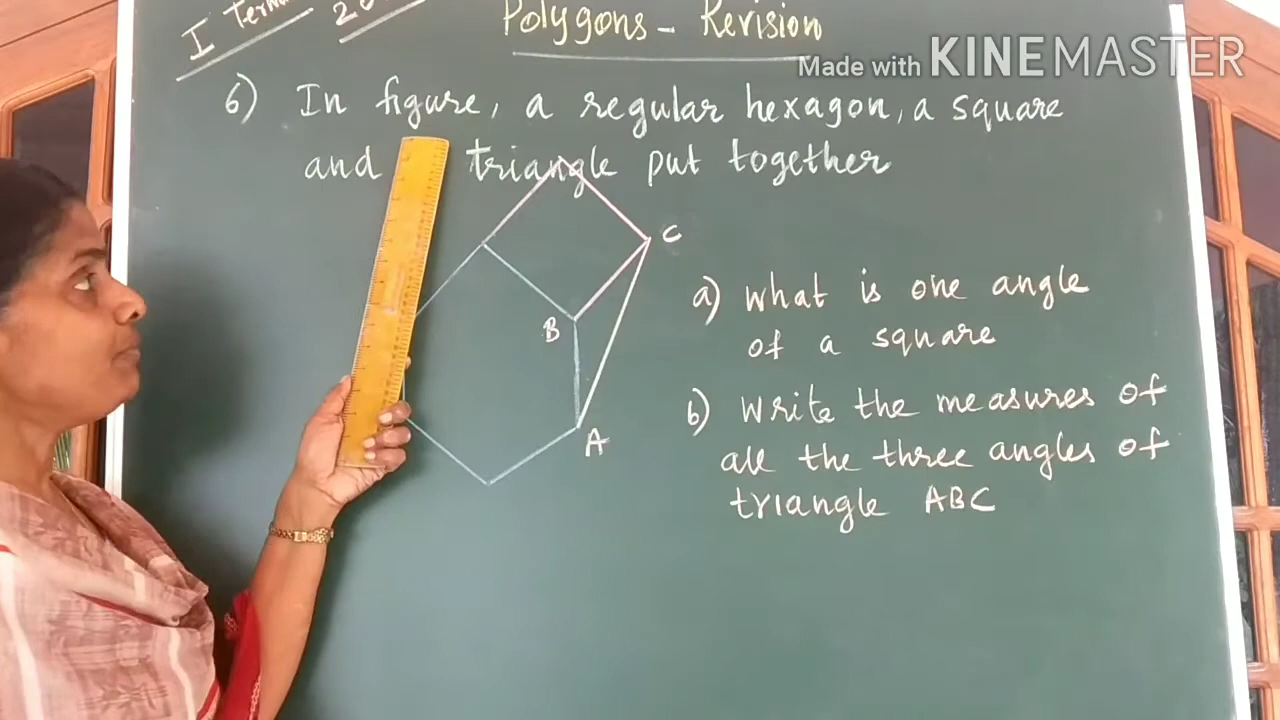 I
Polygons - Revision
Made with KINEMASTER
6) In figure, a regular hexagon, a square
and triangle put together
C
B
A
a) What is one angle
of a square
b) Write the measures of
all the three angles of
triangle ABC